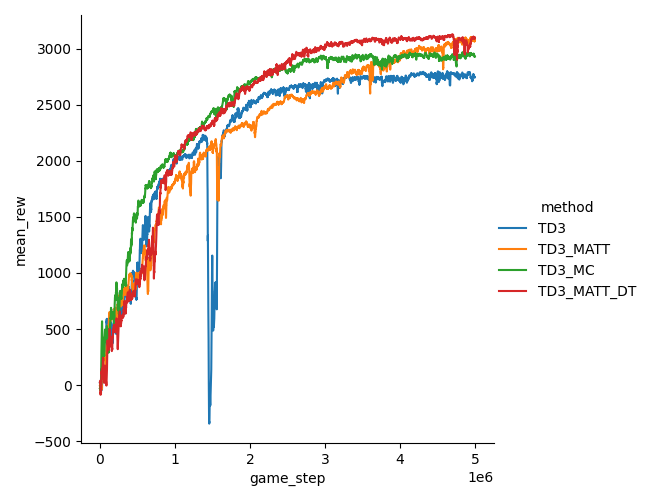 3000
2500
2000
1500
1000
500
0
−500
mean_rew
0 1 2 3 4 5
1e6
game_step
method
TD3
TD3_MATT
TD3_MC
TD3_MATT_DT